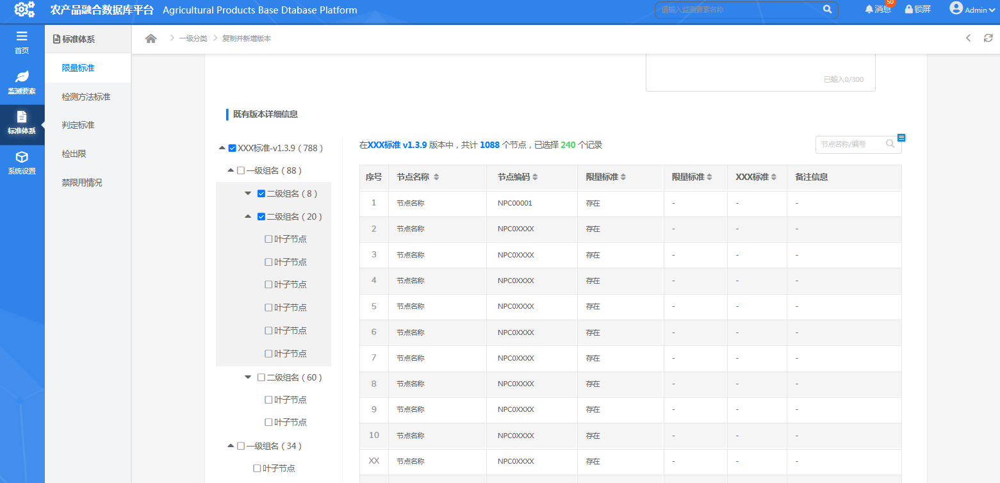 农产品融合数据库平台 Agricultural Products Base Dtabase Platform
请输入监测要素名称
消息 50
锁屏
Admin
首页
监测要素
标准体系
系统设置
标准体系
限量标准
检测方法标准
判定标准
检出限
禁限用情况
一级分类 复制并新增版本
已输入0/300
既有版本详细信息
XXX标准-v1.3.9 ( 788 )
一级组名 ( 88 )
二级组名 ( 8 )
二级组名 ( 20 )
叶子节点
叶子节点
叶子节点
叶子节点
叶子节点
叶子节点
二级组名 ( 60 )
叶子节点
叶子节点
一级组名 ( 34 )
叶子节点
在XXX标准 v1.3.9 版本中，共计 1088 个节点，已选择 240 个记录
节点名称/编号
序号 节点名称 节点编码 限量标准 限量标准 XXX标准 备注信息
1 节点名称 NPC00001 存在 - - -
2 节点名称 NPC0XXXX 存在 - - -
3 节点名称 NPC0XXXX 存在 - - -
4 节点名称 NPC0XXXX 存在 - - -
5 节点名称 NPC0XXXX 存在 - - -
6 节点名称 NPC0XXXX 存在 - - -
7 节点名称 NPC0XXXX 存在 - - -
8 节点名称 NPC0XXXX 存在 - - -
9 节点名称 NPC0XXXX 存在 - - -
10 节点名称 NPC0XXXX 存在 - - -
XX 节点名称 NPC0XXXX 存在 - - -